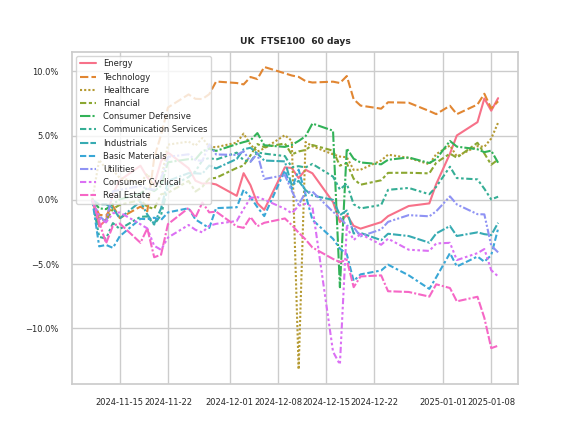 UK  FTSE100  60 days
10.0%
5.0%
0.0%
−5.0%
−10.0%
Energy
Technology
Healthcare
Financial
Consumer Defensive
Communication Services
Industrials
Basic Materials
Utilities
Consumer Cyclical
Real Estate
2024-11-15 2024-11-22 2024-12-01 2024-12-08 2024-12-15 2024-12-22 2025-01-01 2025-01-08